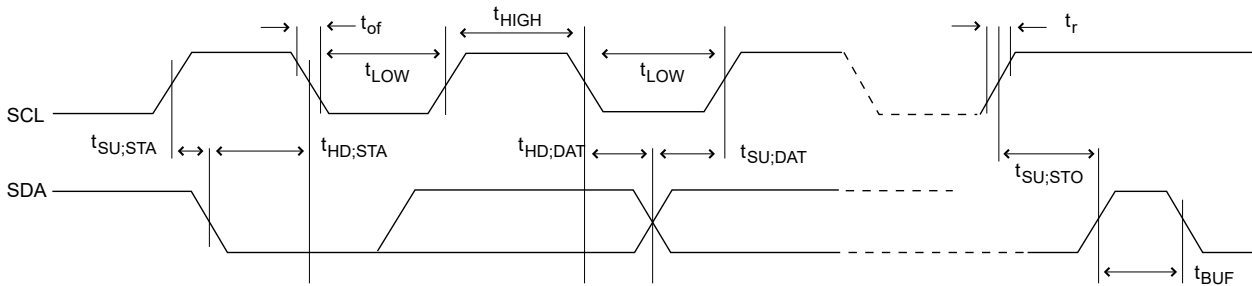 t_of
t_HIGH
t_r
t_LOW
t_LOW
SCL
t_SU;STA
t_HD;STA
t_HD;DAT
t_SU;DAT
t_SU;STO
SDA
t_BUF